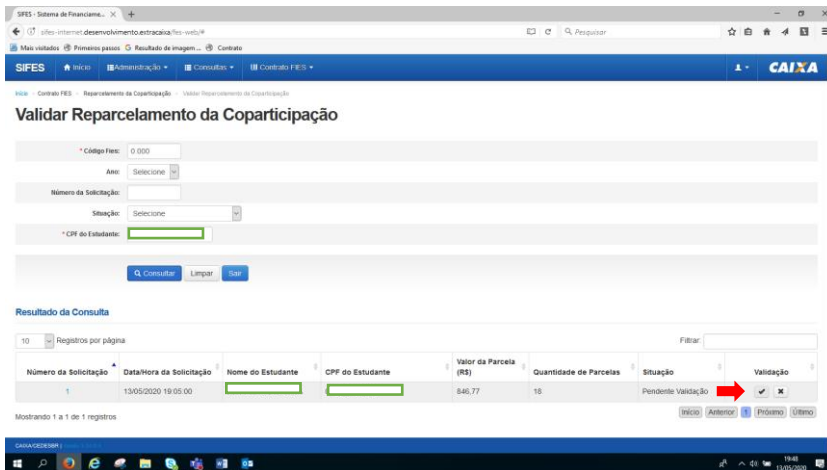 SIFES - Sistema de Financiame...
sifes-internet.desenvolvimento.extracaixa/fies-web/#
Pesquisar
Mais visitados Primeiros passos Resultado de imagem ... Contrato
SIFES Início Administração Consultas Contrato FIES CAIXA
Início Contrato FIES Reparcelamento da Coparticipação Validar Reparcelamento da Coparticipação
Validar Reparcelamento da Coparticipação
* Código Fies: 0.000
Ano: Selecione
Número da Solicitação:
Situação: Selecione
* CPF do Estudante:
Consultar Limpar Sair
Resultado da Consulta
10 Registros por página Filtrar:
Número da Solicitação Data/Hora da Solicitação Nome do Estudante CPF do Estudante Valor da Parcela (R$) Quantidade de Parcelas Situação Validação
1 13/05/2020 19:05:00 846,77 18 Pendente Validação
Mostrando 1 a 1 de 1 registros Início Anterior 1 Próximo Último
CAIXA/CEDESBR |
19:48
13/05/2020